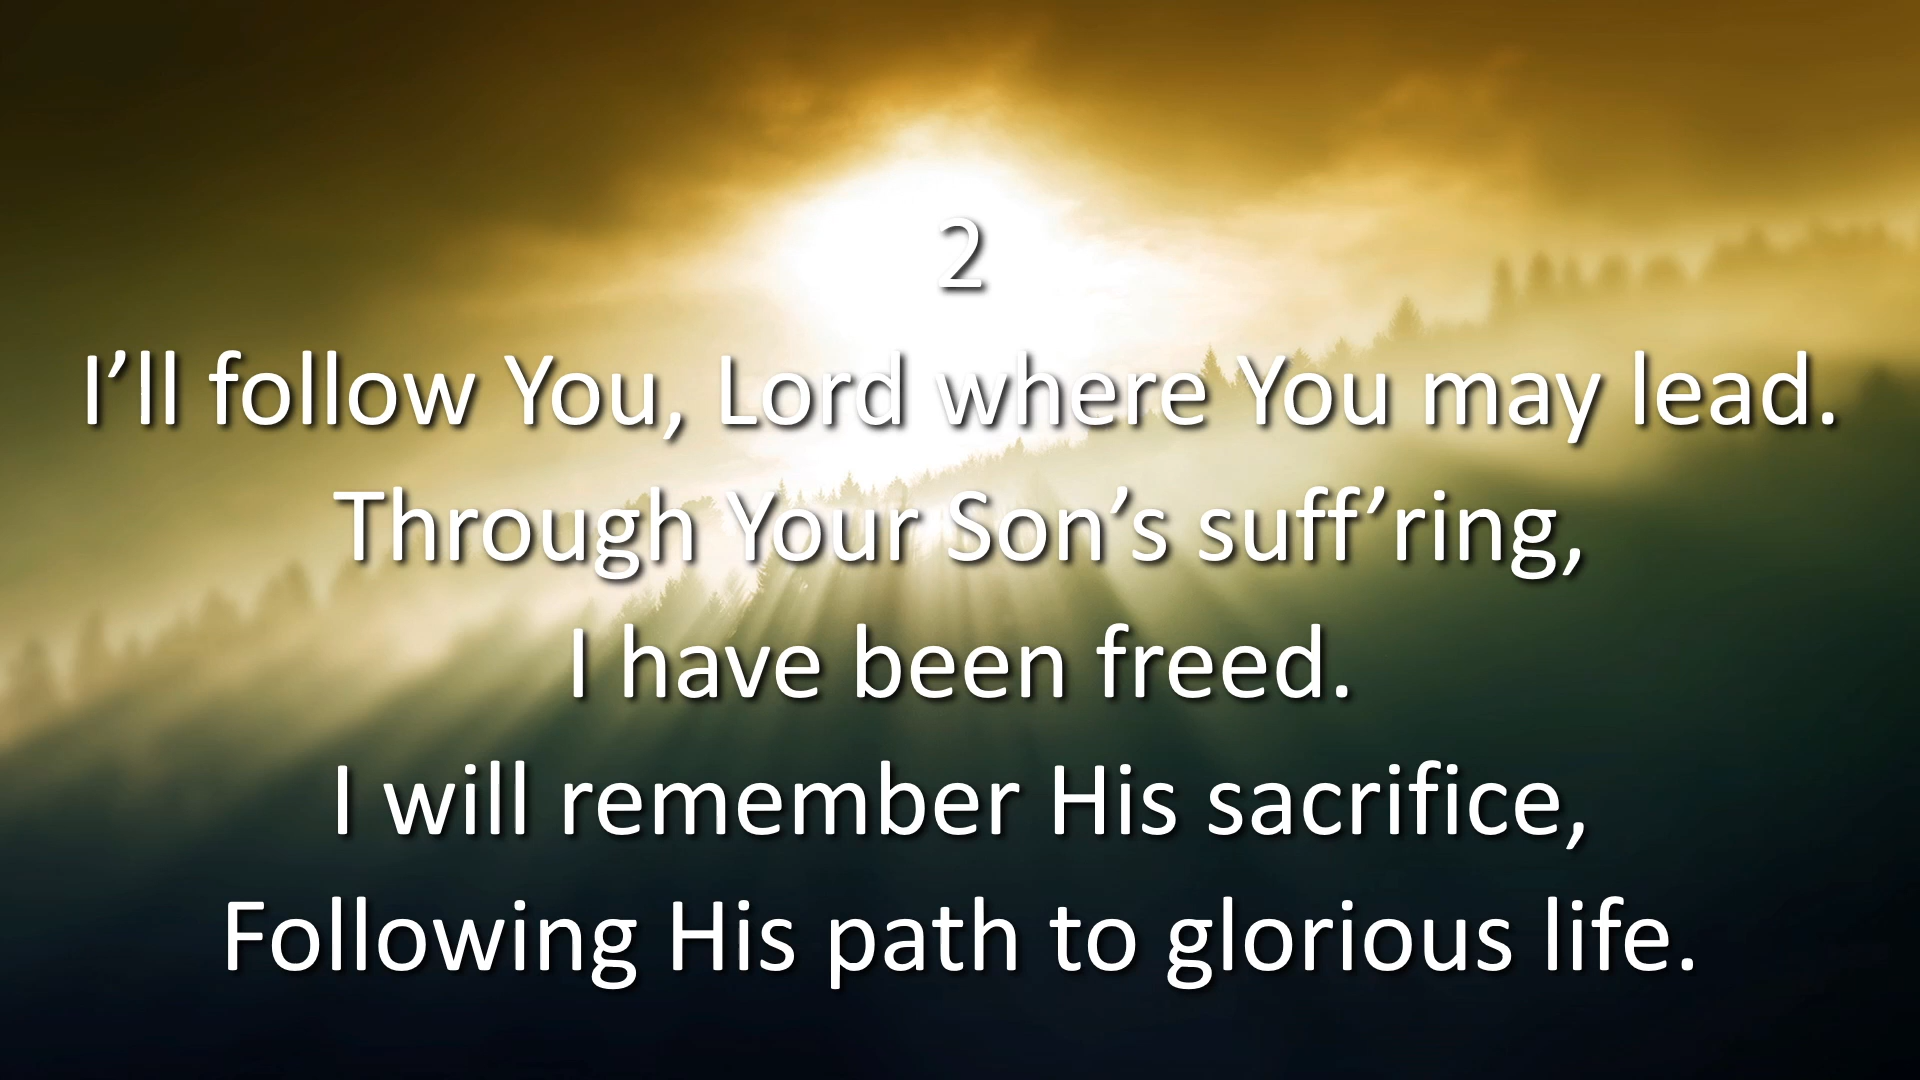 2
I’ll follow You, Lord where You may lead.
Through Your Son’s suff’ring,
I have been freed.
I will remember His sacrifice,
Following His path to glorious life.